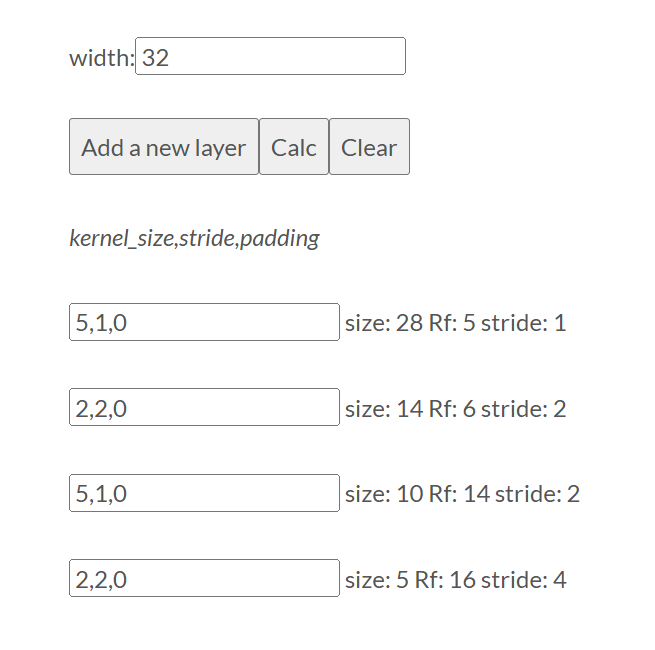 width: 32
Add a new layer Calc Clear
kernel_size,stride,padding
5,1,0 size: 28 Rf: 5 stride: 1
2,2,0 size: 14 Rf: 6 stride: 2
5,1,0 size: 10 Rf: 14 stride: 2
2,2,0 size: 5 Rf: 16 stride: 4